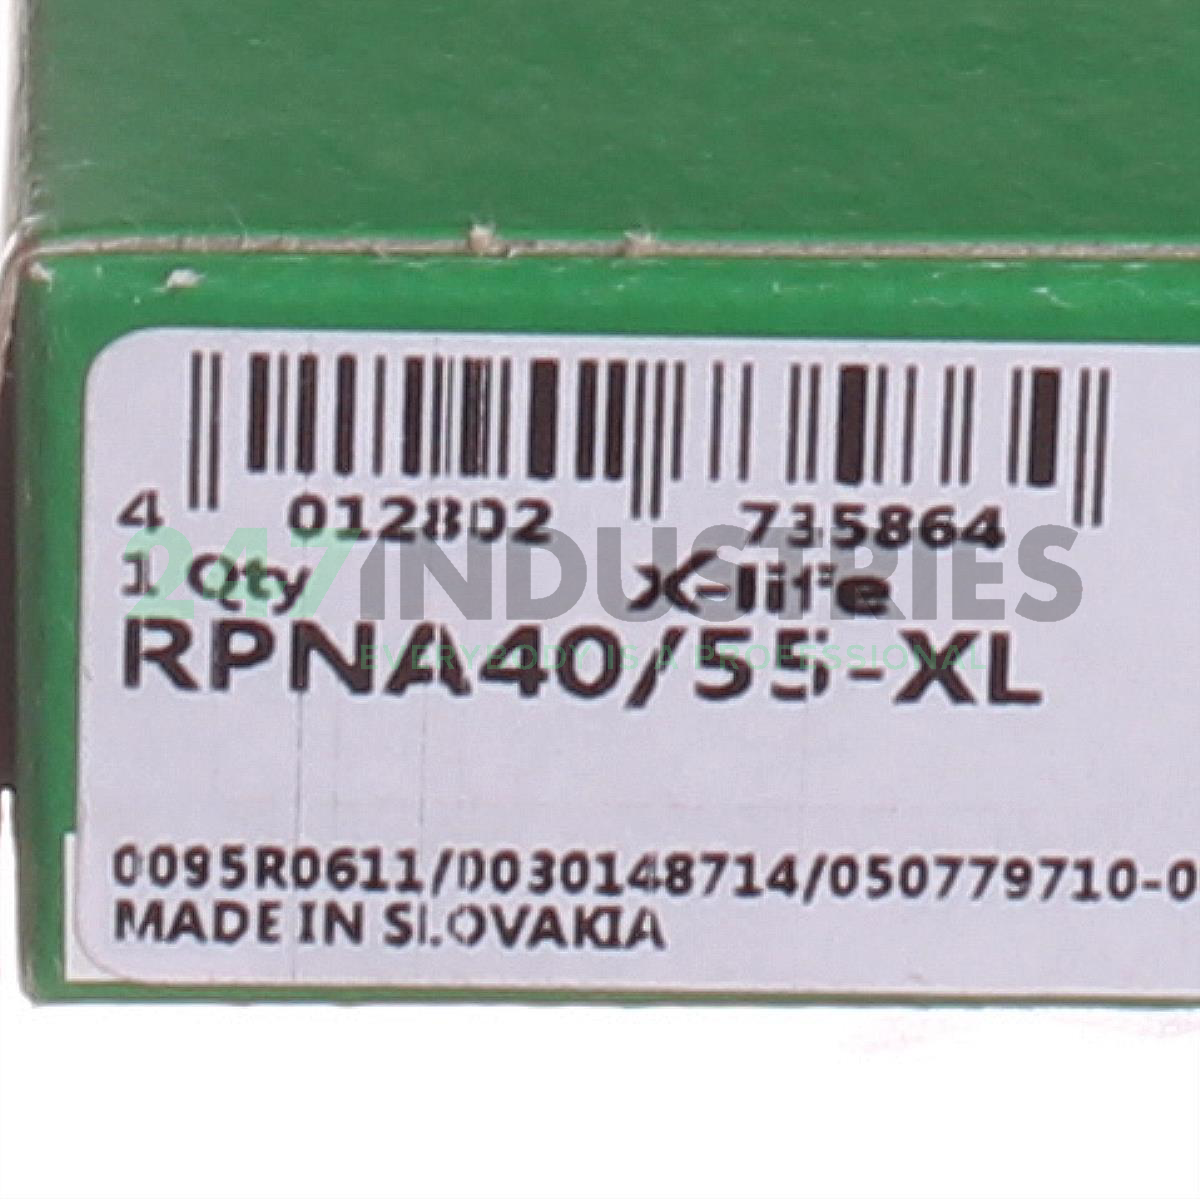 4 012802 735864
1 Qty X-life
RPNA40/55-XL
247INDUSTRIES
EVERYBODY IS A PROFESSIONAL
0095R0611/0030148714/050779710-0
MADE IN SLOVAKIA